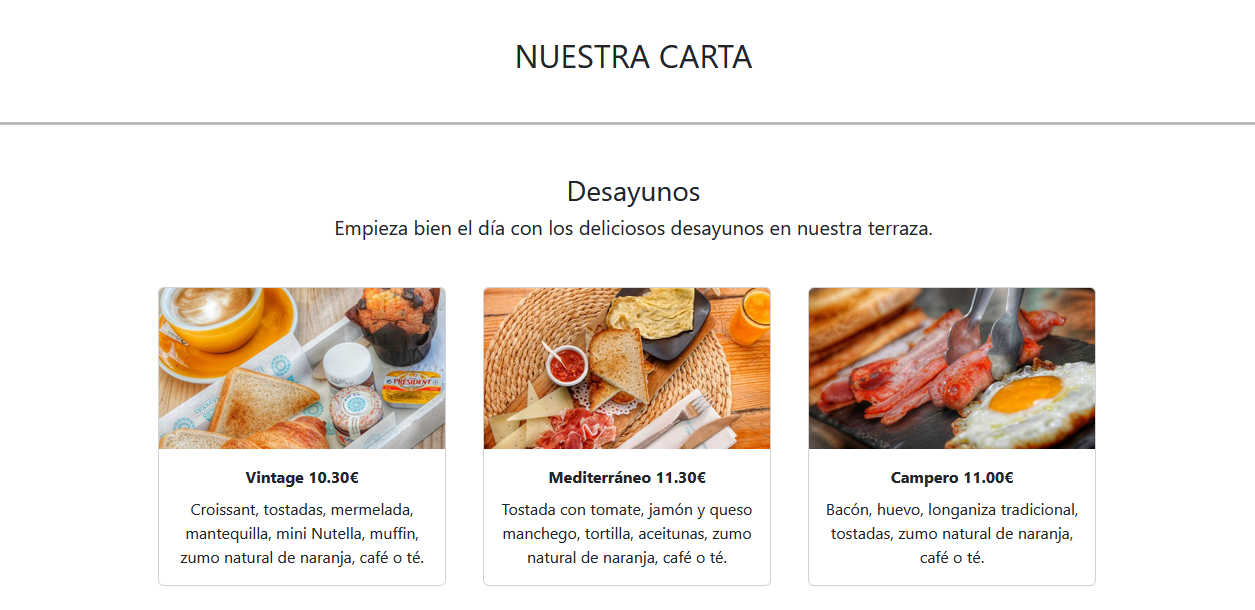 NUESTRA CARTA
Desayunos
Empieza bien el día con los deliciosos desayunos en nuestra terraza.
PRÉSIDENT
Vintage 10.30€
Croissant, tostadas, mermelada,
mantequilla, mini Nutella, muffin,
zumo natural de naranja, café o té.
Mediterráneo 11.30€
Tostada con tomate, jamón y queso
manchego, tortilla, aceitunas, zumo
natural de naranja, café o té.
Campero 11.00€
Bacón, huevo, longaniza tradicional,
tostadas, zumo natural de naranja,
café o té.